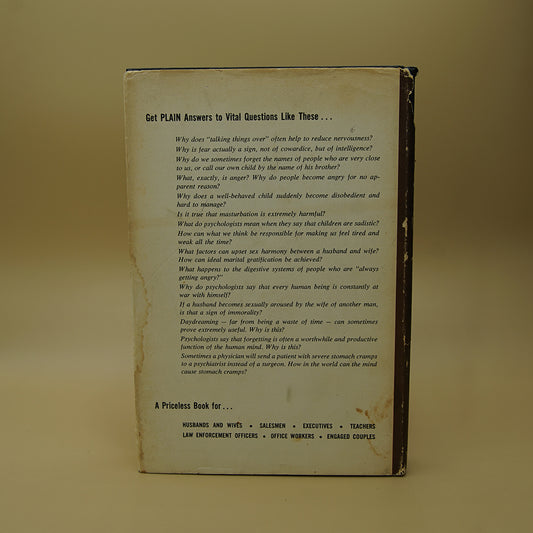 Get PLAIN Answers to Vital Questions Like These . . .
Why does "talking things over" often help to reduce nervousness?
Why is fear actually a sign, not of cowardice, but of intelligence?
Why do we sometimes forget the names of people who are very close
to us, or call our own child by the name of his brother?
What, exactly, is anger? Why do people become angry for no ap-
parent reason?
Why does a well-behaved child suddenly become disobedient and
hard to manage?
Is it true that masturbation is extremely harmful?
What do psychologists mean when they say that children are sadistic?
How can what we think be responsible for making us feel tired and
weak all the time?
What factors can upset sex harmony between a husband and wife?
How can ideal marital gratification be achieved?
What happens to the digestive systems of people who are "always
getting angry?"
Why do psychologists say that every human being is constantly at
war with himself?
If a husband becomes sexually aroused by the wife of another man,
is that a sign of immorality?
Daydreaming — far from being a waste of time — can sometimes
prove extremely useful. Why is this?
Psychologists say that forgetting is often a worthwhile and productive
function of the human mind. Why is this?
Sometimes a physician will send a patient with severe stomach cramps
to a psychiatrist instead of a surgeon. How in the world can the mind
cause stomach cramps?
A Priceless Book for . . .
HUSBANDS AND WIVES • SALESMEN • EXECUTIVES • TEACHERS
LAW ENFORCEMENT OFFICERS • OFFICE WORKERS • ENGAGED COUPLES